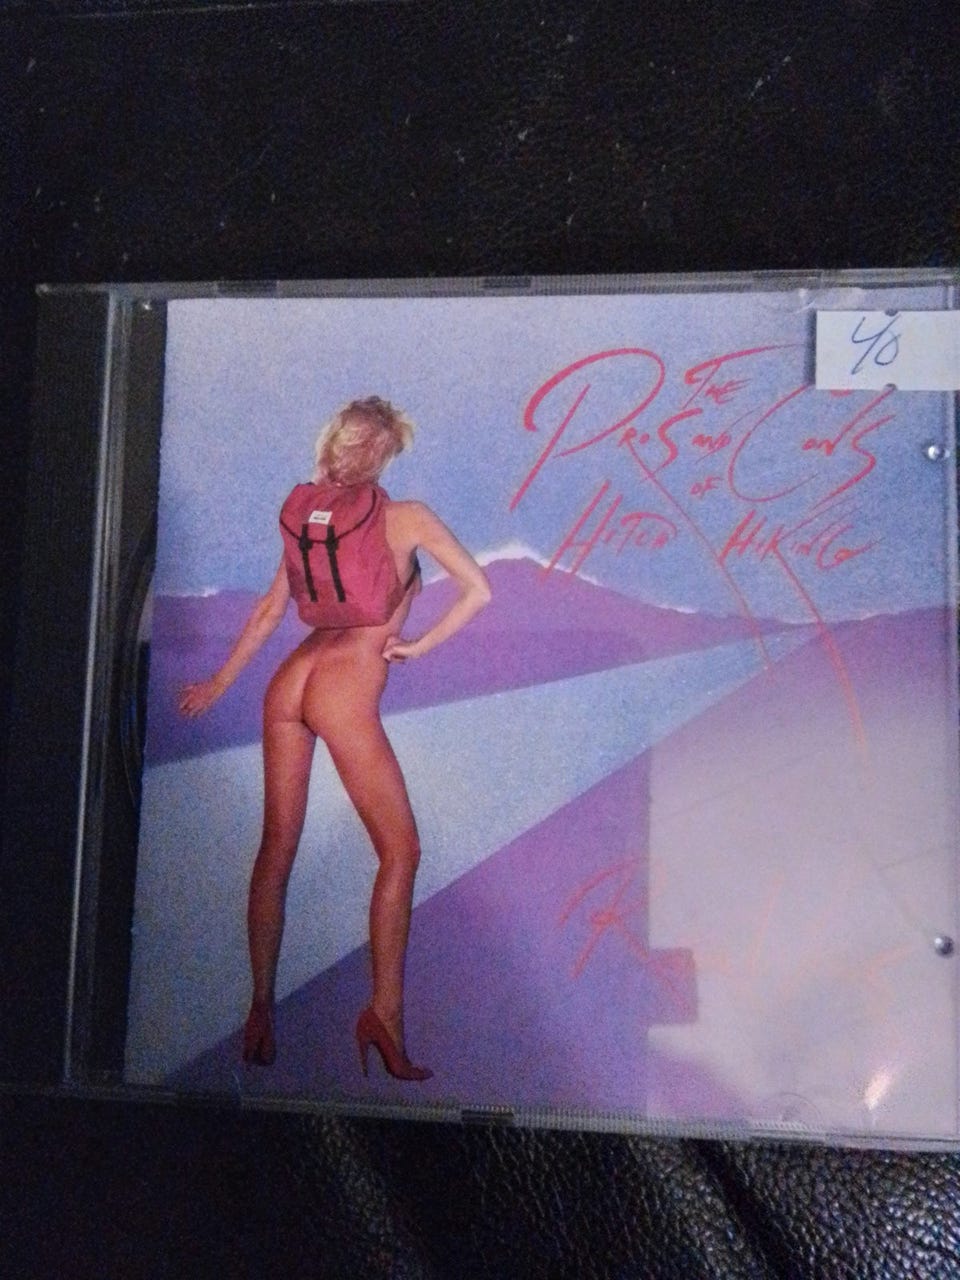 40
THE
PROS AND CONS
OF
HITCH HIKING